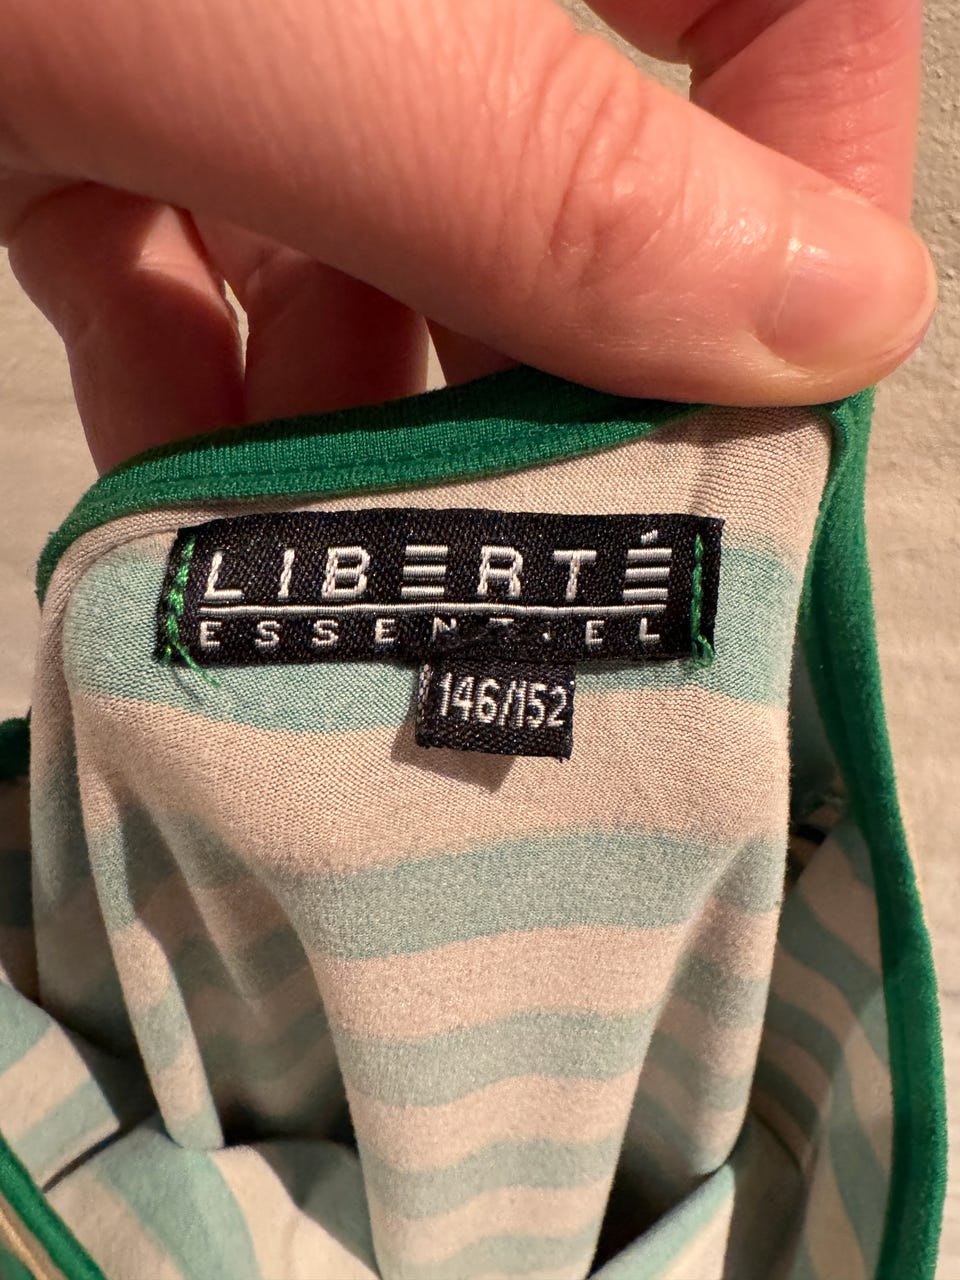 LIBERTÉ
ESSENTIEL
146/152